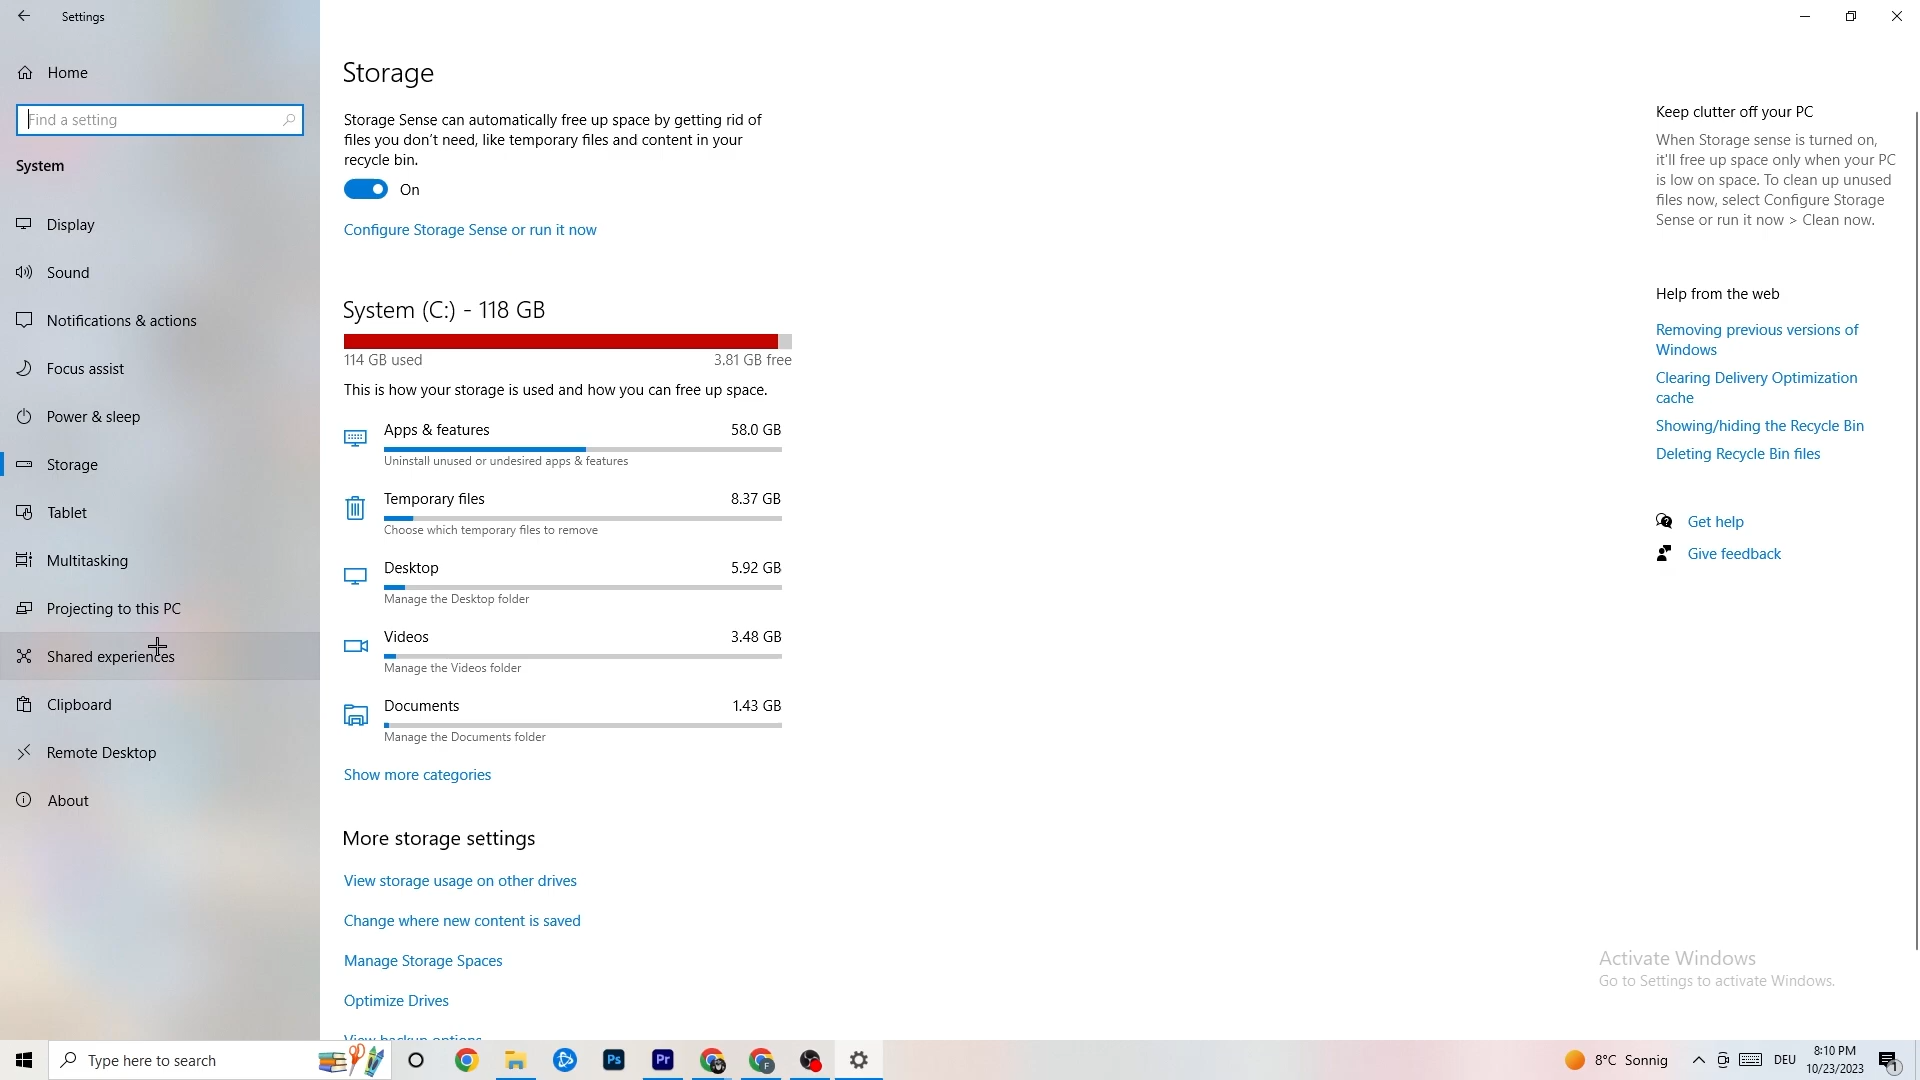 Settings
Home
Find a setting
System
Display
Sound
Notifications & actions
Focus assist
Power & sleep
Storage
Tablet
Multitasking
Projecting to this PC
Shared experiences
Clipboard
Remote Desktop
About
Storage
Storage Sense can automatically free up space by getting rid of
files you don't need, like temporary files and content in your
recycle bin.
On
Configure Storage Sense or run it now
System (C:) - 118 GB
114 GB used
3.81 GB free
This is how your storage is used and how you can free up space.
Apps & features 58.0 GB
Uninstall unused or undesired apps & features
Temporary files 8.37 GB
Choose which temporary files to remove
Desktop 5.92 GB
Manage the Desktop folder
Videos 3.48 GB
Manage the Videos folder
Documents 1.43 GB
Manage the Documents folder
Show more categories
More storage settings
View storage usage on other drives
Change where new content is saved
Manage Storage Spaces
Optimize Drives
View backup options
Keep clutter off your PC
When Storage sense is turned on,
it'll free up space only when your PC
is low on space. To clean up unused
files now, select Configure Storage
Sense or run it now > Clean now.
Help from the web
Removing previous versions of
Windows
Clearing Delivery Optimization
cache
Showing/hiding the Recycle Bin
Deleting Recycle Bin files
Get help
Give feedback
Activate Windows
Go to Settings to activate Windows.
Type here to search
Ps
Pr
F
8°C Sonnig
DEU
8:10 PM
10/23/2023
1